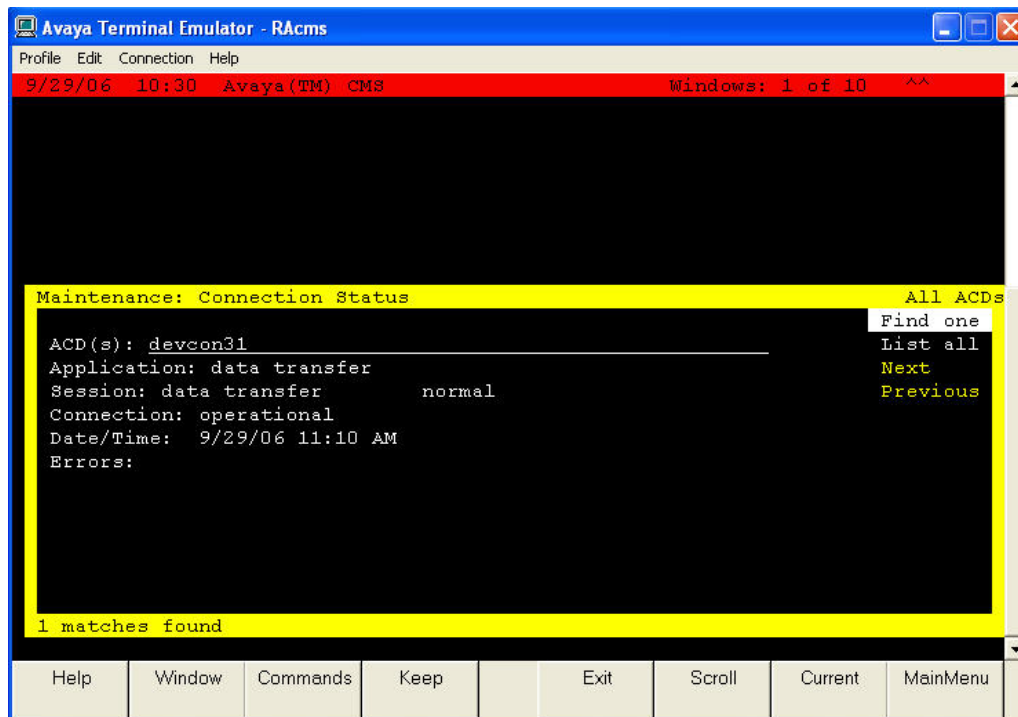 Avaya Terminal Emulator - RAcms
Profile Edit Connection Help
9/29/06 10:30 Avaya(TM) CMS Windows: 1 of 10 ^^
Maintenance: Connection Status All ACDs
Find one
ACD(s): devcon31 List all
Application: data transfer Next
Session: data transfer normal Previous
Connection: operational
Date/Time: 9/29/06 11:10 AM
Errors:
1 matches found
Help Window Commands Keep Exit Scroll Current MainMenu